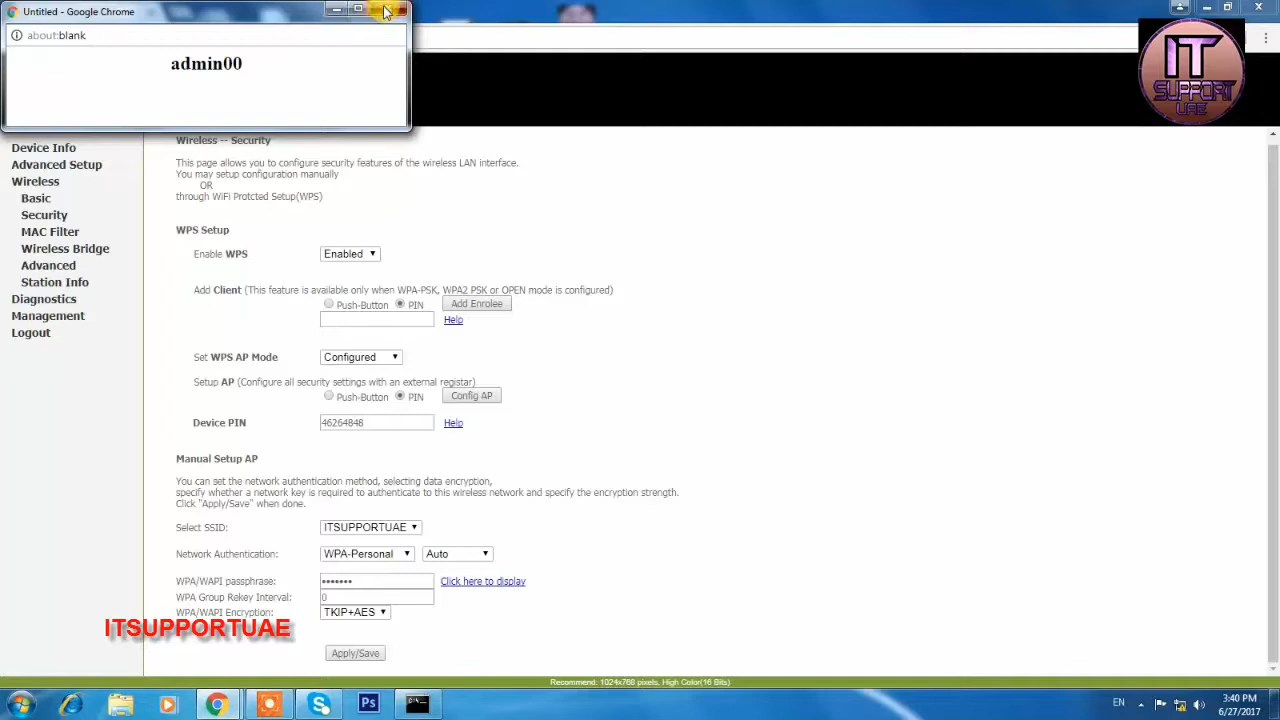 Untitled - Google Chrome
about:blank
admin00
IT
SUPPORT
LIFE
Device Info
Advanced Setup
Wireless
Basic
Security
MAC Filter
Wireless Bridge
Advanced
Station Info
Diagnostics
Management
Logout
Wireless -- Security
This page allows you to configure security features of the wireless LAN interface.
You may setup configuration manually
OR
through WiFi Protcted Setup(WPS)
WPS Setup
Enable WPS Enabled
Add Client (This feature is available only when WPA-PSK, WPA2 PSK or OPEN mode is configured)
Push-Button PIN Add Enrolee
Help
Set WPS AP Mode Configured
Setup AP (Configure all security settings with an external registar)
Push-Button PIN Config AP
Device PIN 46264848 Help
Manual Setup AP
You can set the network authentication method, selecting data encryption,
specify whether a network key is required to authenticate to this wireless network and specify the encryption strength.
Click "Apply/Save" when done.
Select SSID: ITSUPPORTUAE
Network Authentication: WPA-Personal Auto
WPA/WAPI passphrase: ••••••• Click here to display
WPA Group Rekey Interval: 0
WPA/WAPI Encryption: TKIP+AES
ITSUPPORTUAE
Apply/Save
Recommend: 1024x768 pixels, High Color(16 Bits)
Ps
EN
3:40 PM
6/27/2017